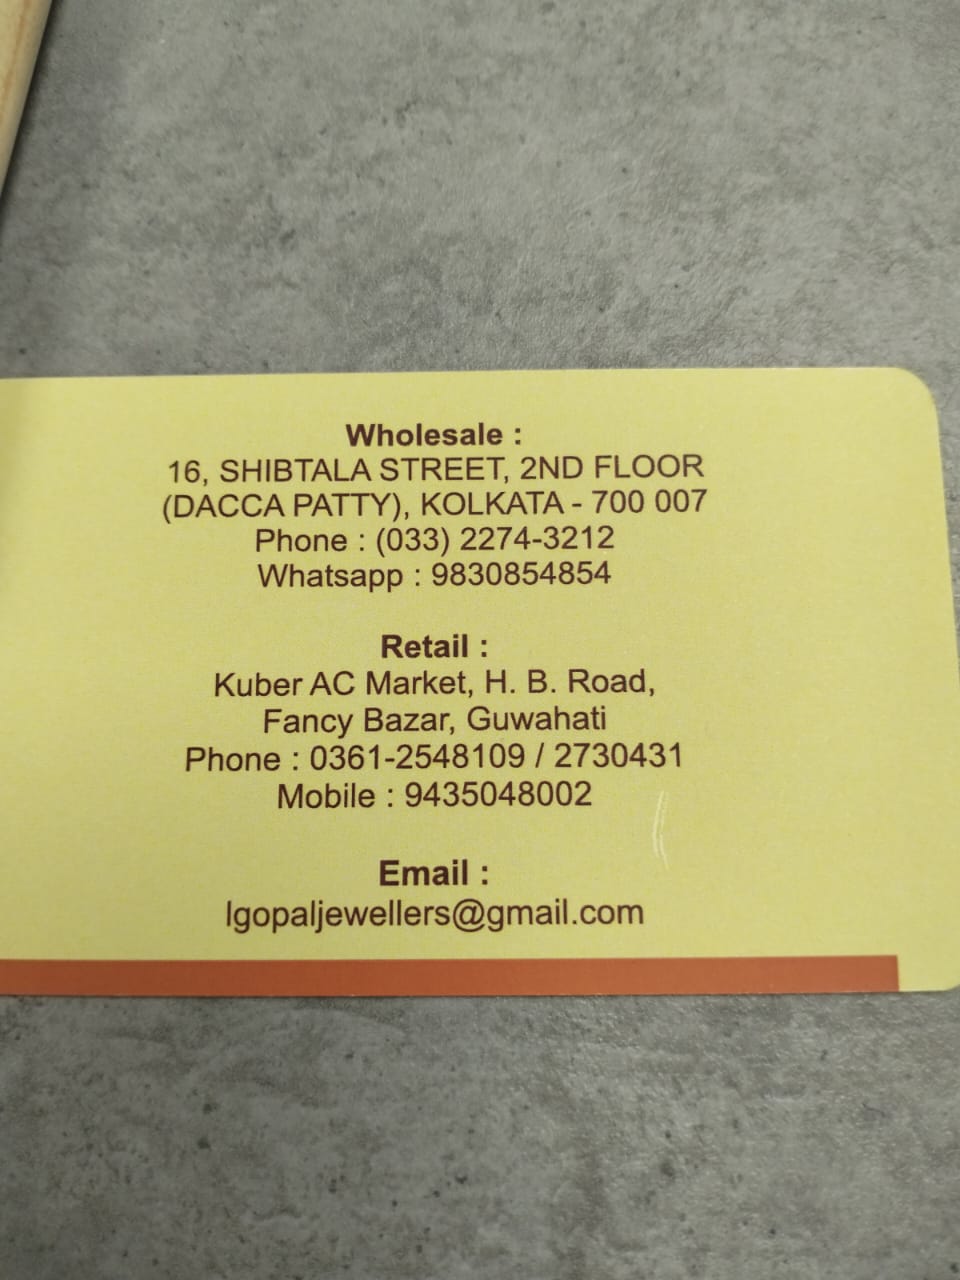 Wholesale :
16, SHIBTALA STREET, 2ND FLOOR
(DACCA PATTY), KOLKATA - 700 007
Phone : (033) 2274-3212
Whatsapp : 9830854854
Retail :
Kuber AC Market, H. B. Road,
Fancy Bazar, Guwahati
Phone : 0361-2548109 / 2730431
Mobile : 9435048002
Email :
lgopaljewellers@gmail.com